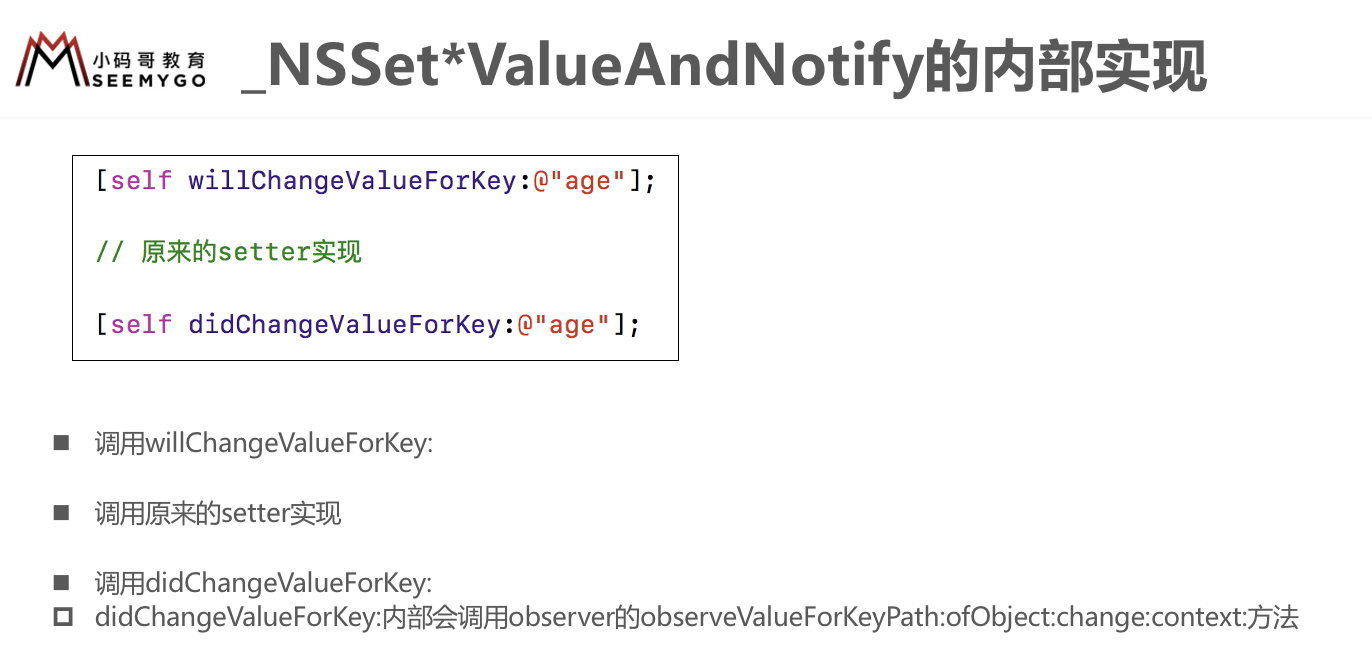 小码哥教育
SEEMYGO
_NSSet*ValueAndNotify的内部实现
[self willChangeValueForKey:@"age"];
// 原来的setter实现
[self didChangeValueForKey:@"age"];
调用willChangeValueForKey:
调用原来的setter实现
调用didChangeValueForKey:
didChangeValueForKey:内部会调用observer的observeValueForKeyPath:ofObject:change:context:方法